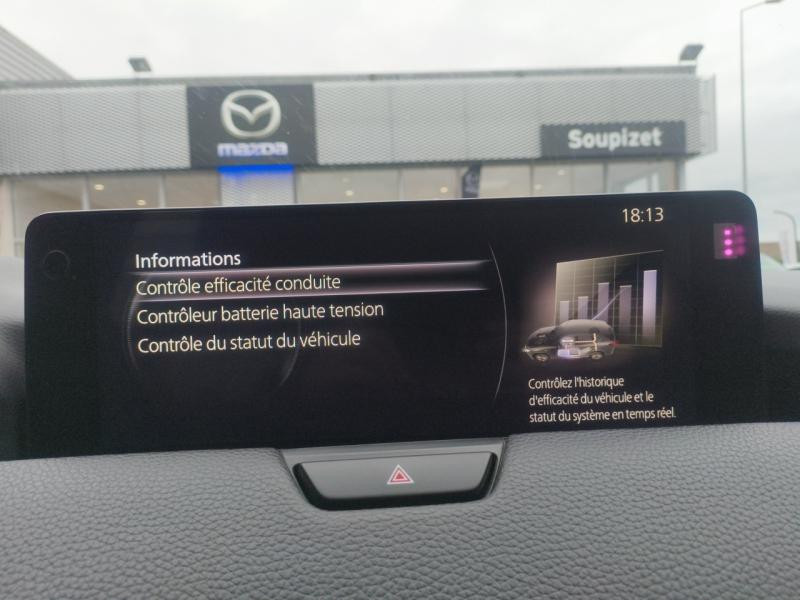 mazda
Soupizet
18:13
Informations
Contrôle efficacité conduite
Contrôleur batterie haute tension
Contrôle du statut du véhicule
Contrôlez l'historique
d'efficacité du véhicule et le
statut du système en temps réel.